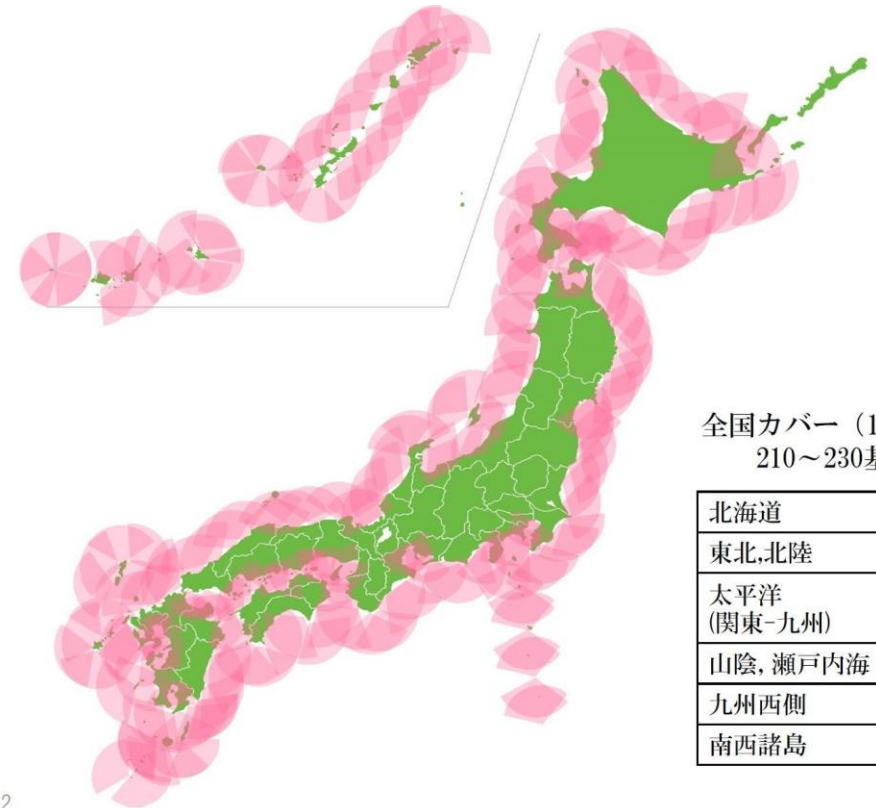 全国カバー（1
210～230基
北海道
東北,北陸
太平洋
(関東-九州)
山陰, 瀬戸内海
九州西側
南西諸島
2